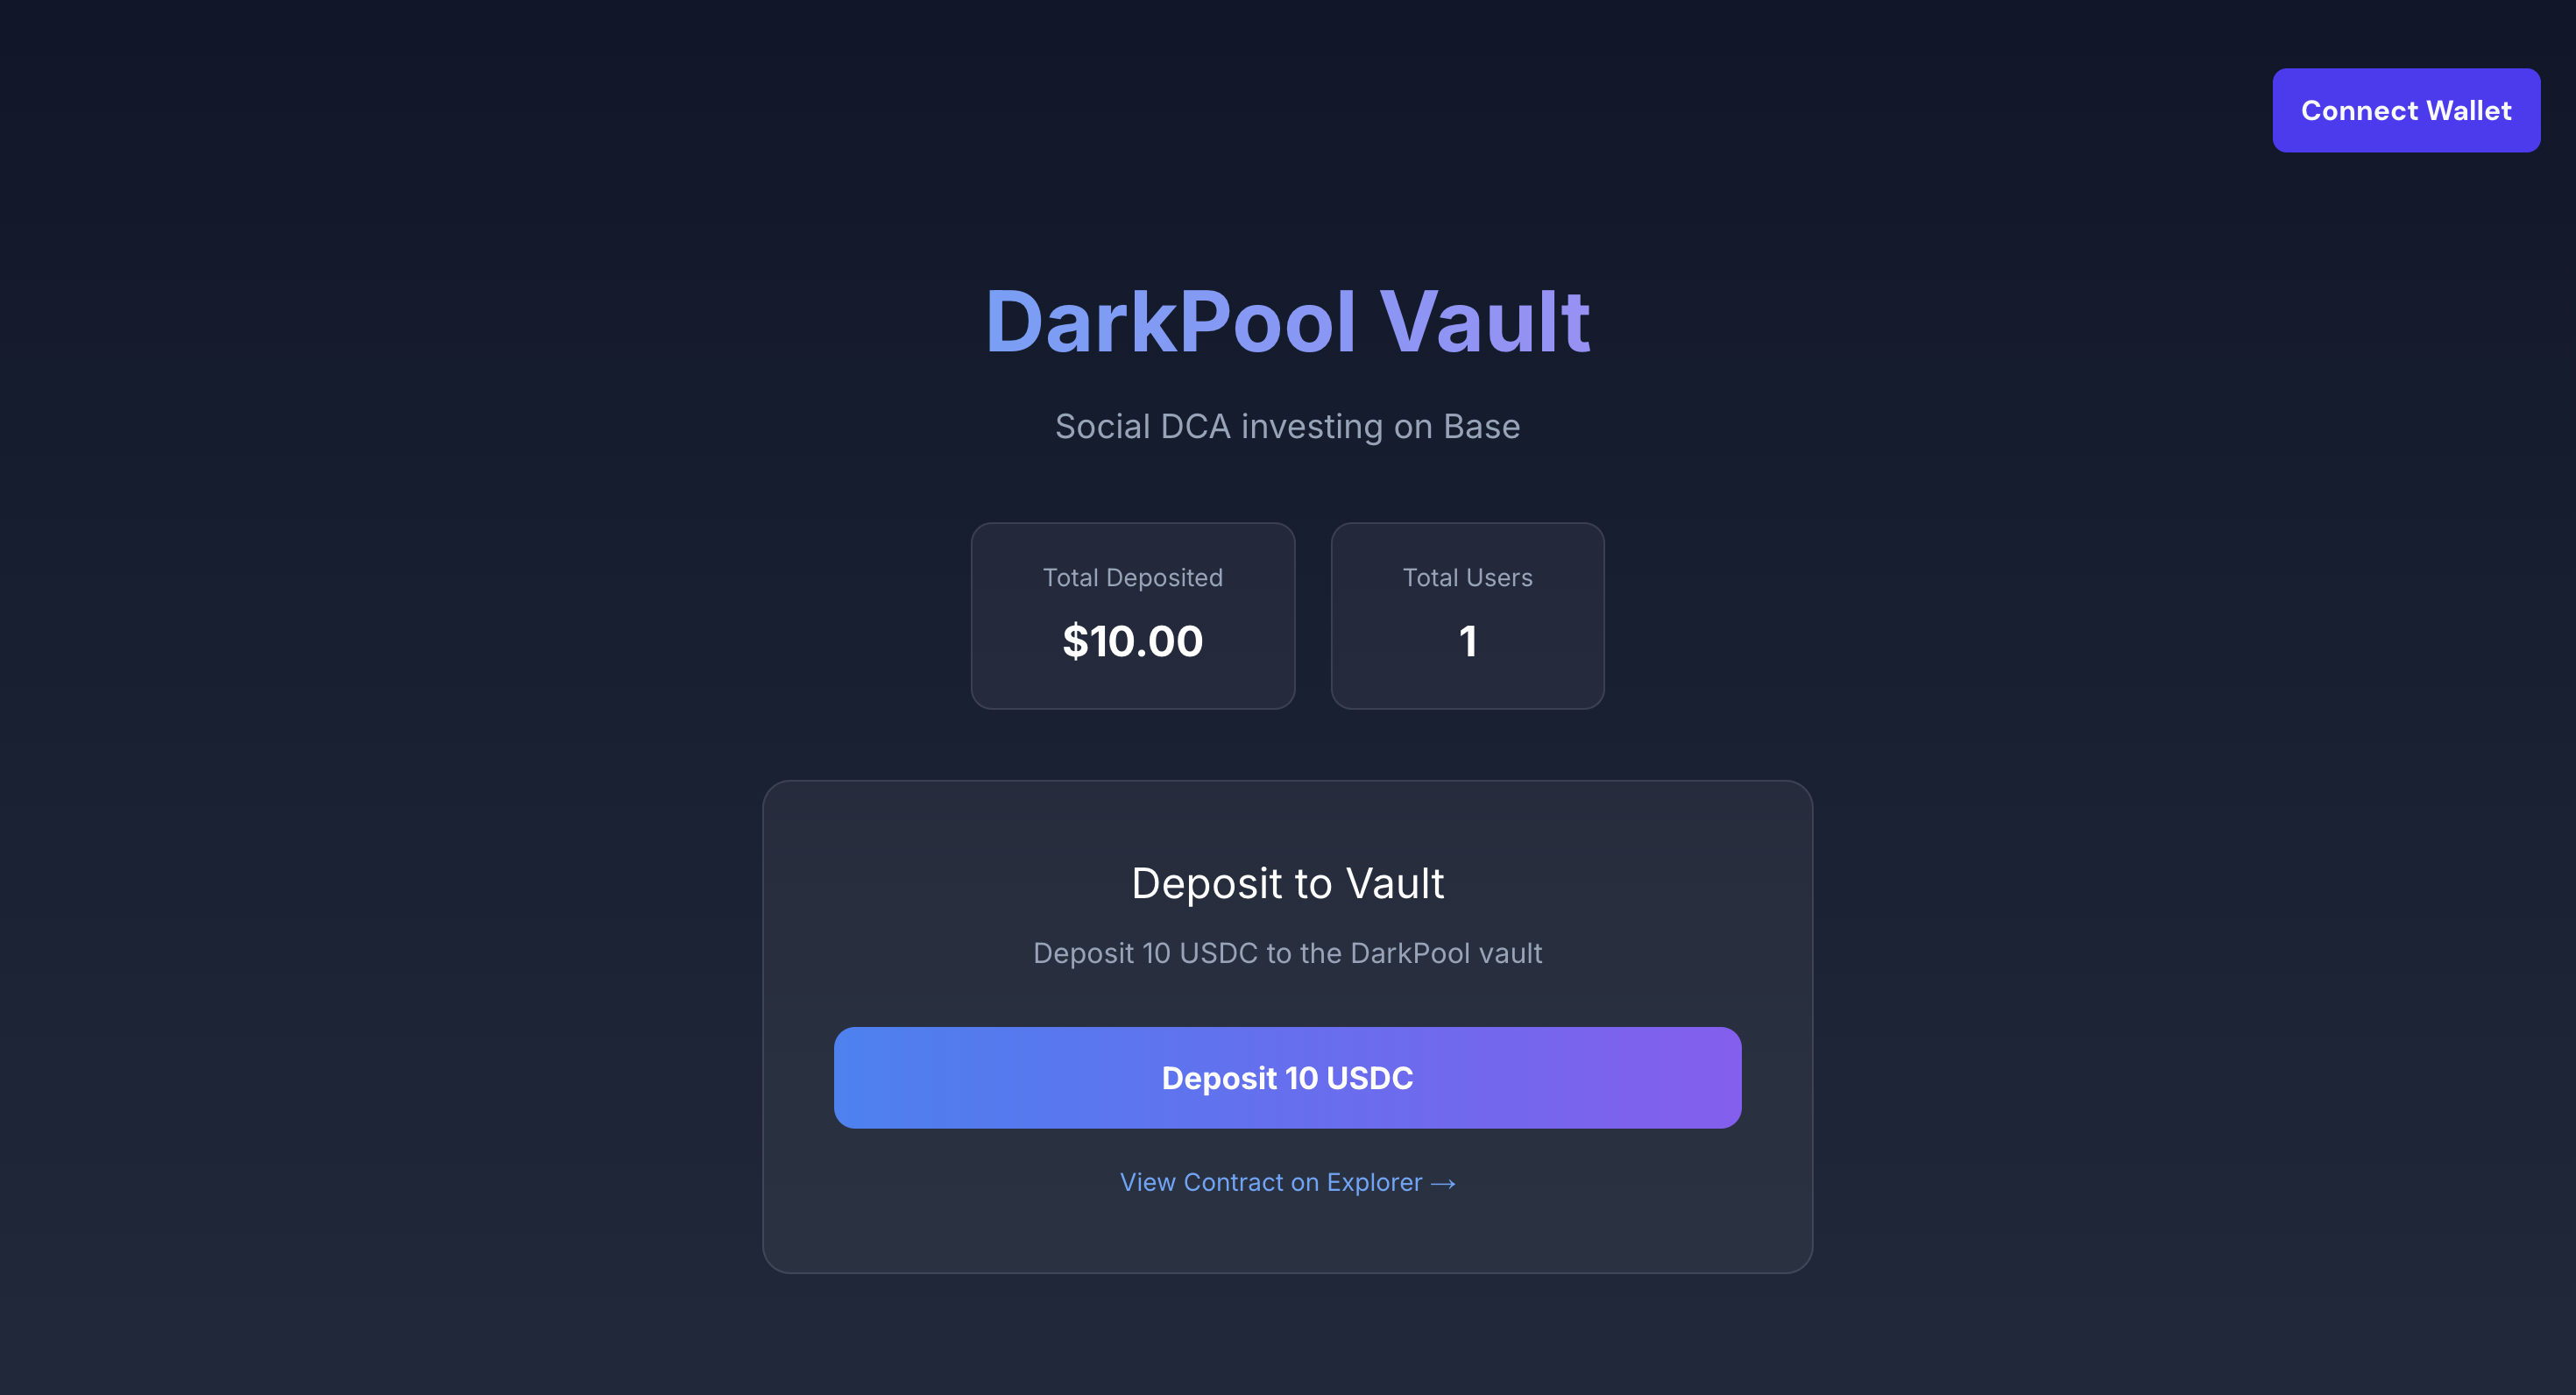 Connect Wallet
DarkPool Vault
Social DCA investing on Base
Total Deposited
$10.00
Total Users
1
Deposit to Vault
Deposit 10 USDC to the DarkPool vault
Deposit 10 USDC
View Contract on Explorer →